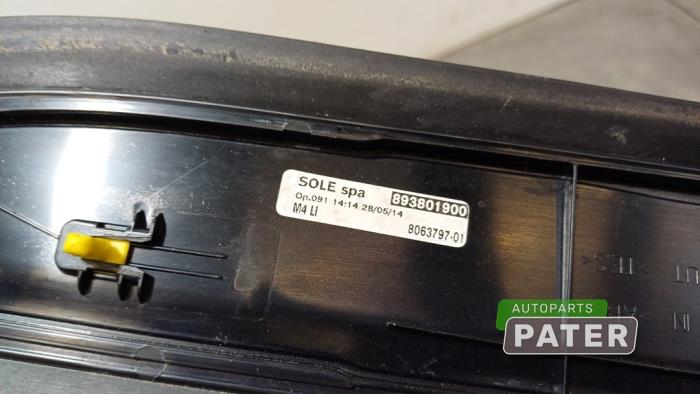 SOLE spa 893801900
Op.091 14:14 28/05/14
M4 LI
8063797-01
AUTOPARTS
PATER